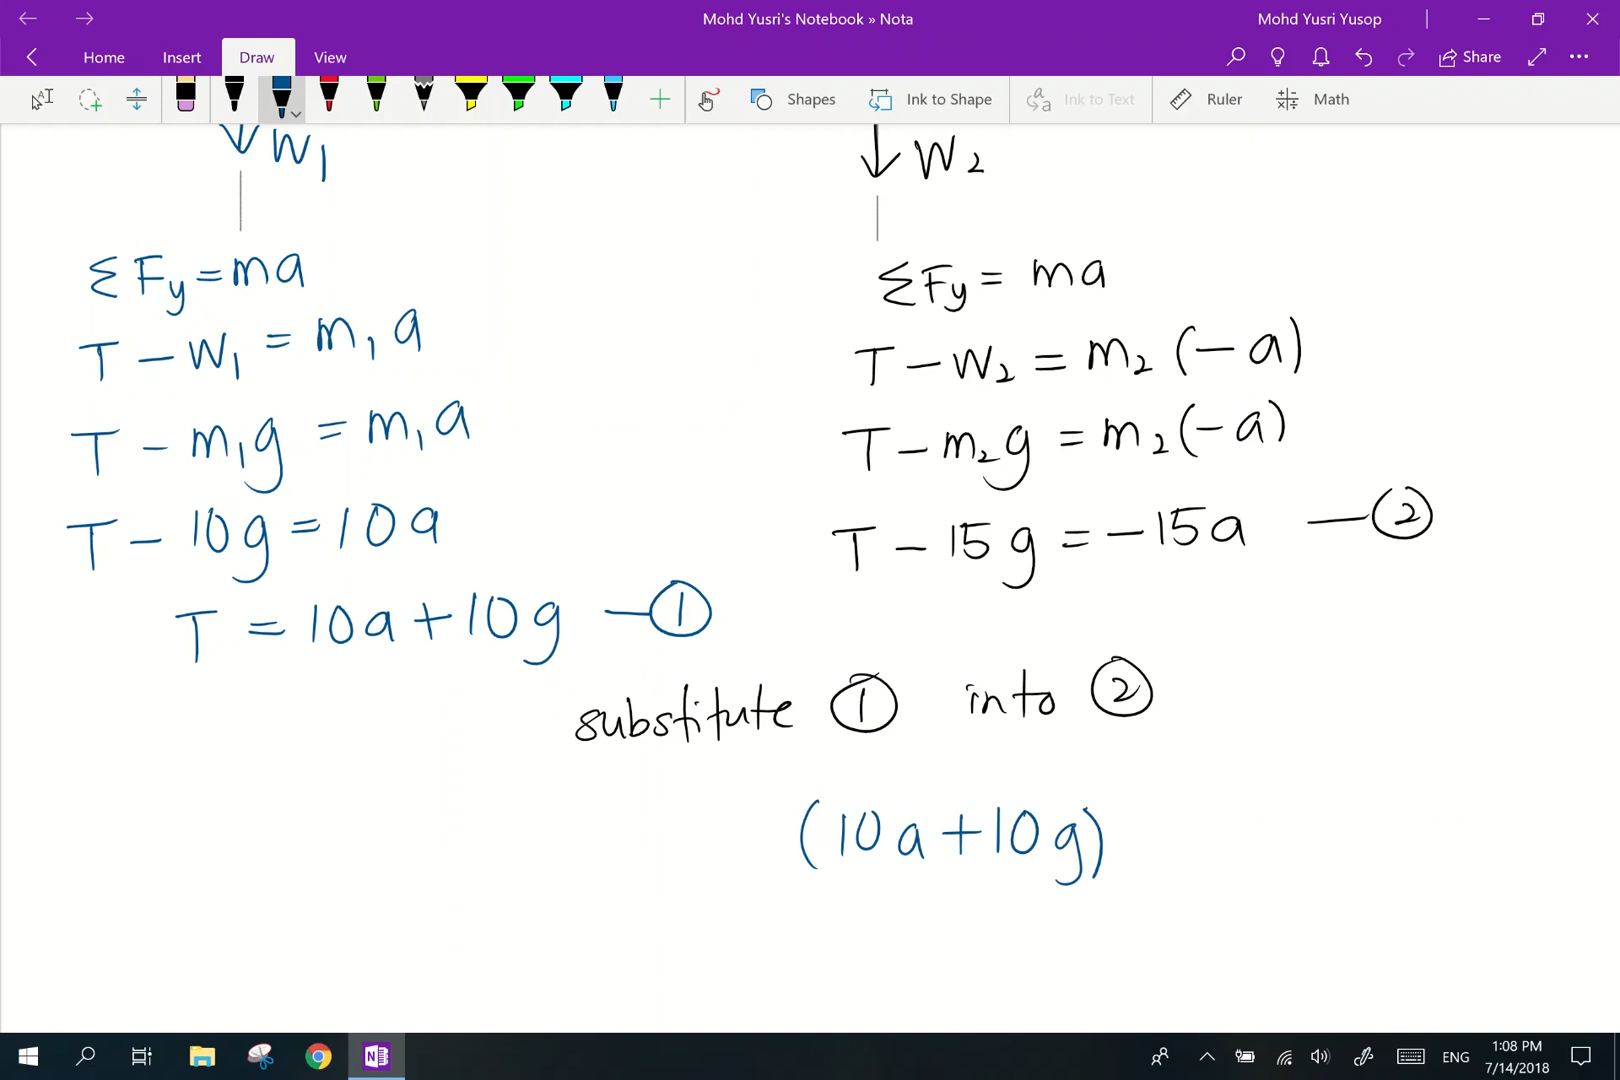 Mohd Yusri's Notebook » Nota
Mohd Yusri Yusop
Home Insert Draw View
Share
Shapes Ink to Shape Ink to Text Ruler Math
W₁
ΣFy = ma
T − W₁ = m₁ a
T − m₁g = m₁a
T − 10g = 10a
T = 10a + 10g — ①
W₂
ΣFy = ma
T − W₂ = m₂ (−a)
T − m₂g = m₂(−a)
T − 15g = −15a — ②
substitute ① into ②
(10a + 10g)
ENG
1:08 PM
7/14/2018